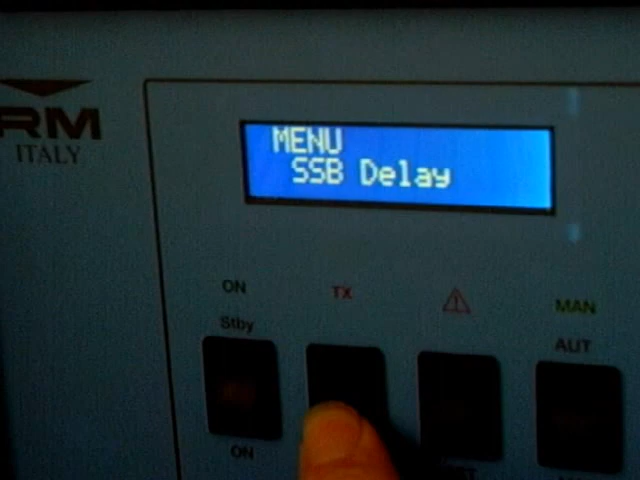 RM
ITALY
MENU
SSB Delay
ON
TX
MAN
Stby
AUT
ON